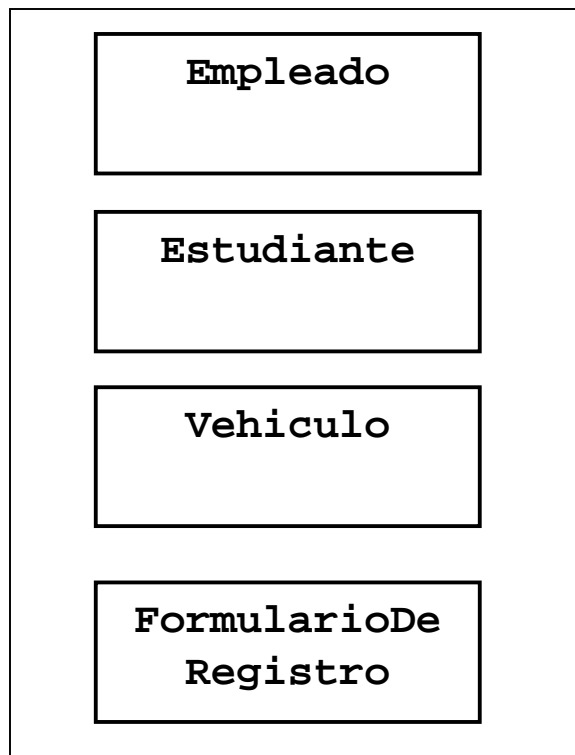 Empleado
Estudiante
Vehiculo
FormularioDe
Registro